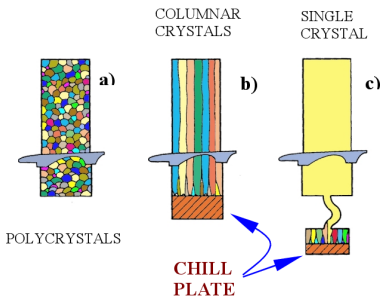 COLUMNAR
CRYSTALS
SINGLE
CRYSTAL
a)
b)
c)
POLYCRYSTALS
CHILL
PLATE